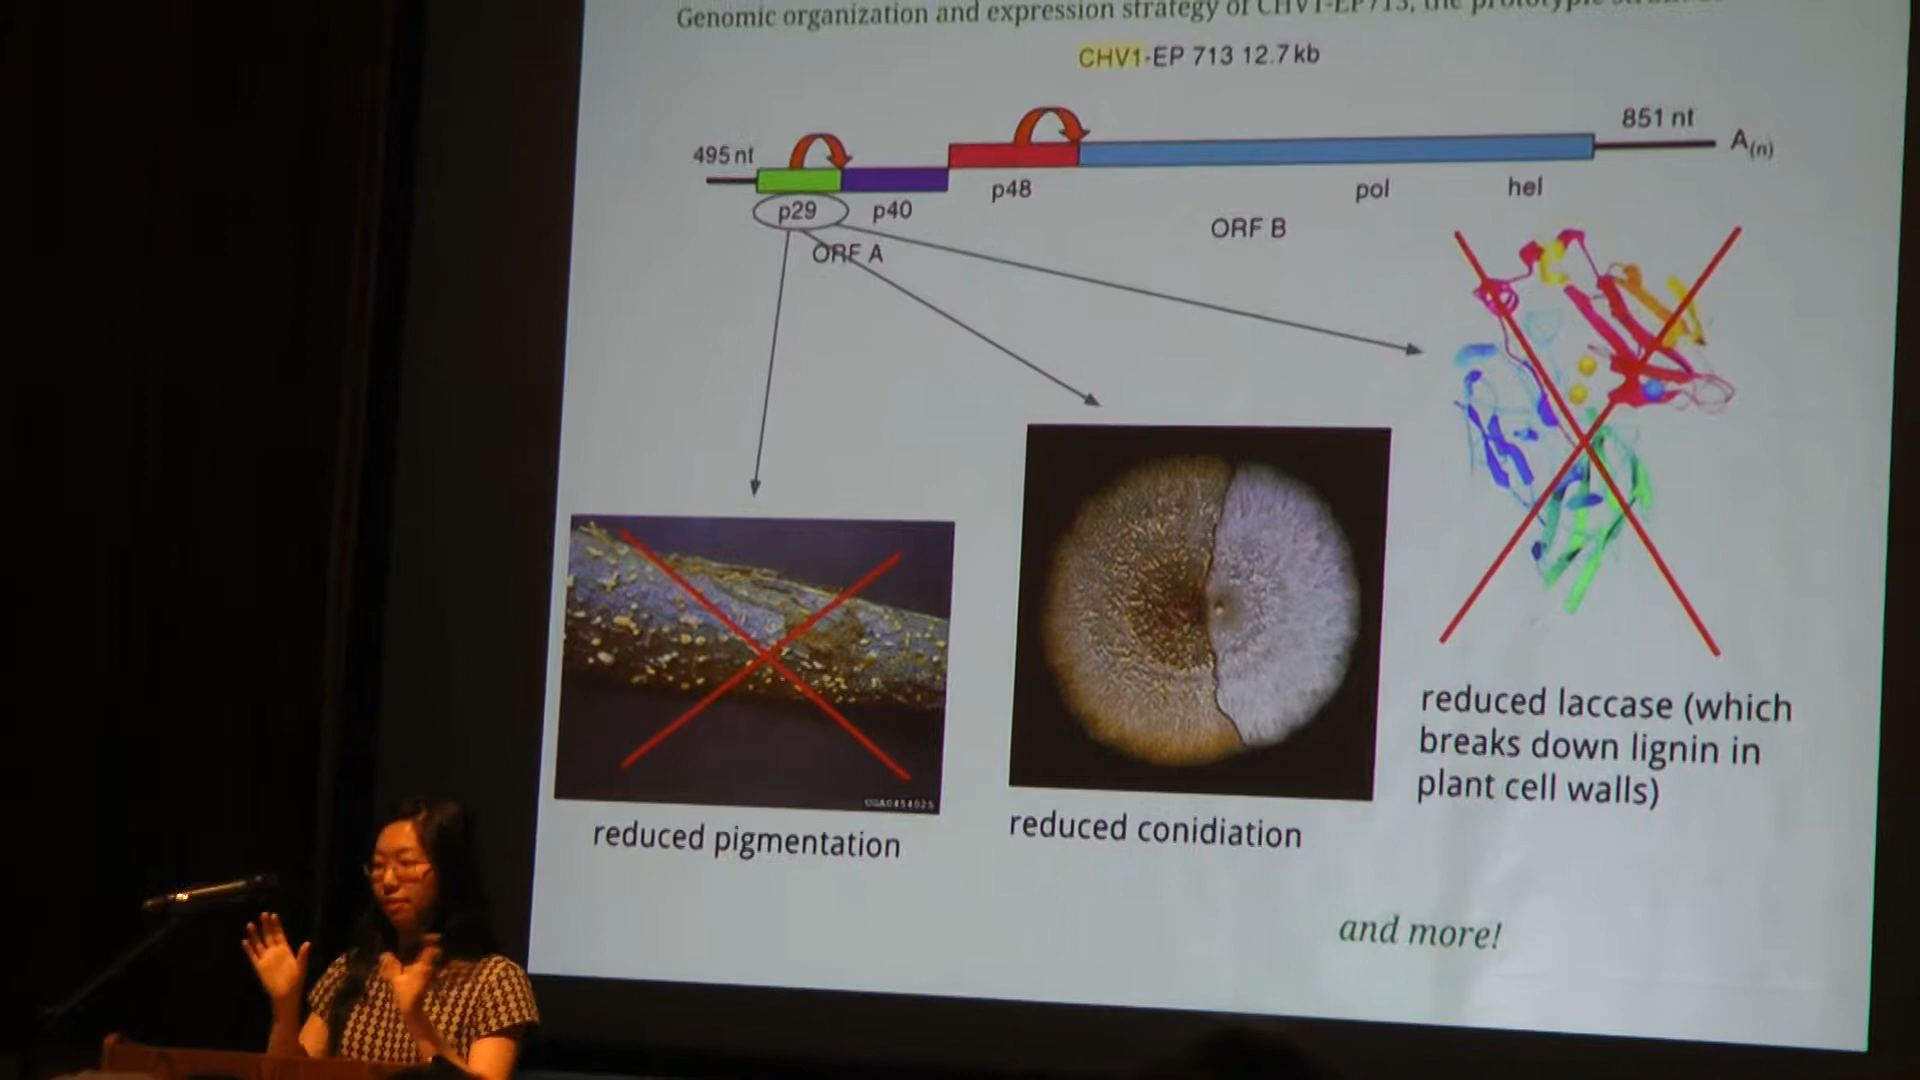 Genomic organization and expression strategy of CHV1-EP713, the prototypic
CHV1-EP 713 12.7 kb
495 nt
851 nt
A(n)
p29
p40
p48
pol
hel
ORF A
ORF B
reduced pigmentation
reduced conidiation
reduced laccase (which
breaks down lignin in
plant cell walls)
and more!